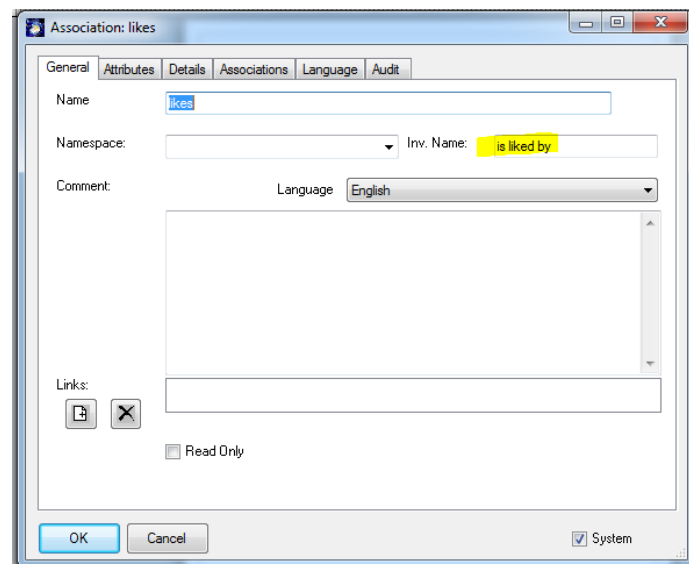 Association: likes
General Attributes Details Associations Language Audit
Name likes
Namespace: Inv. Name: is liked by
Comment: Language English
Links:
Read Only
OK Cancel System